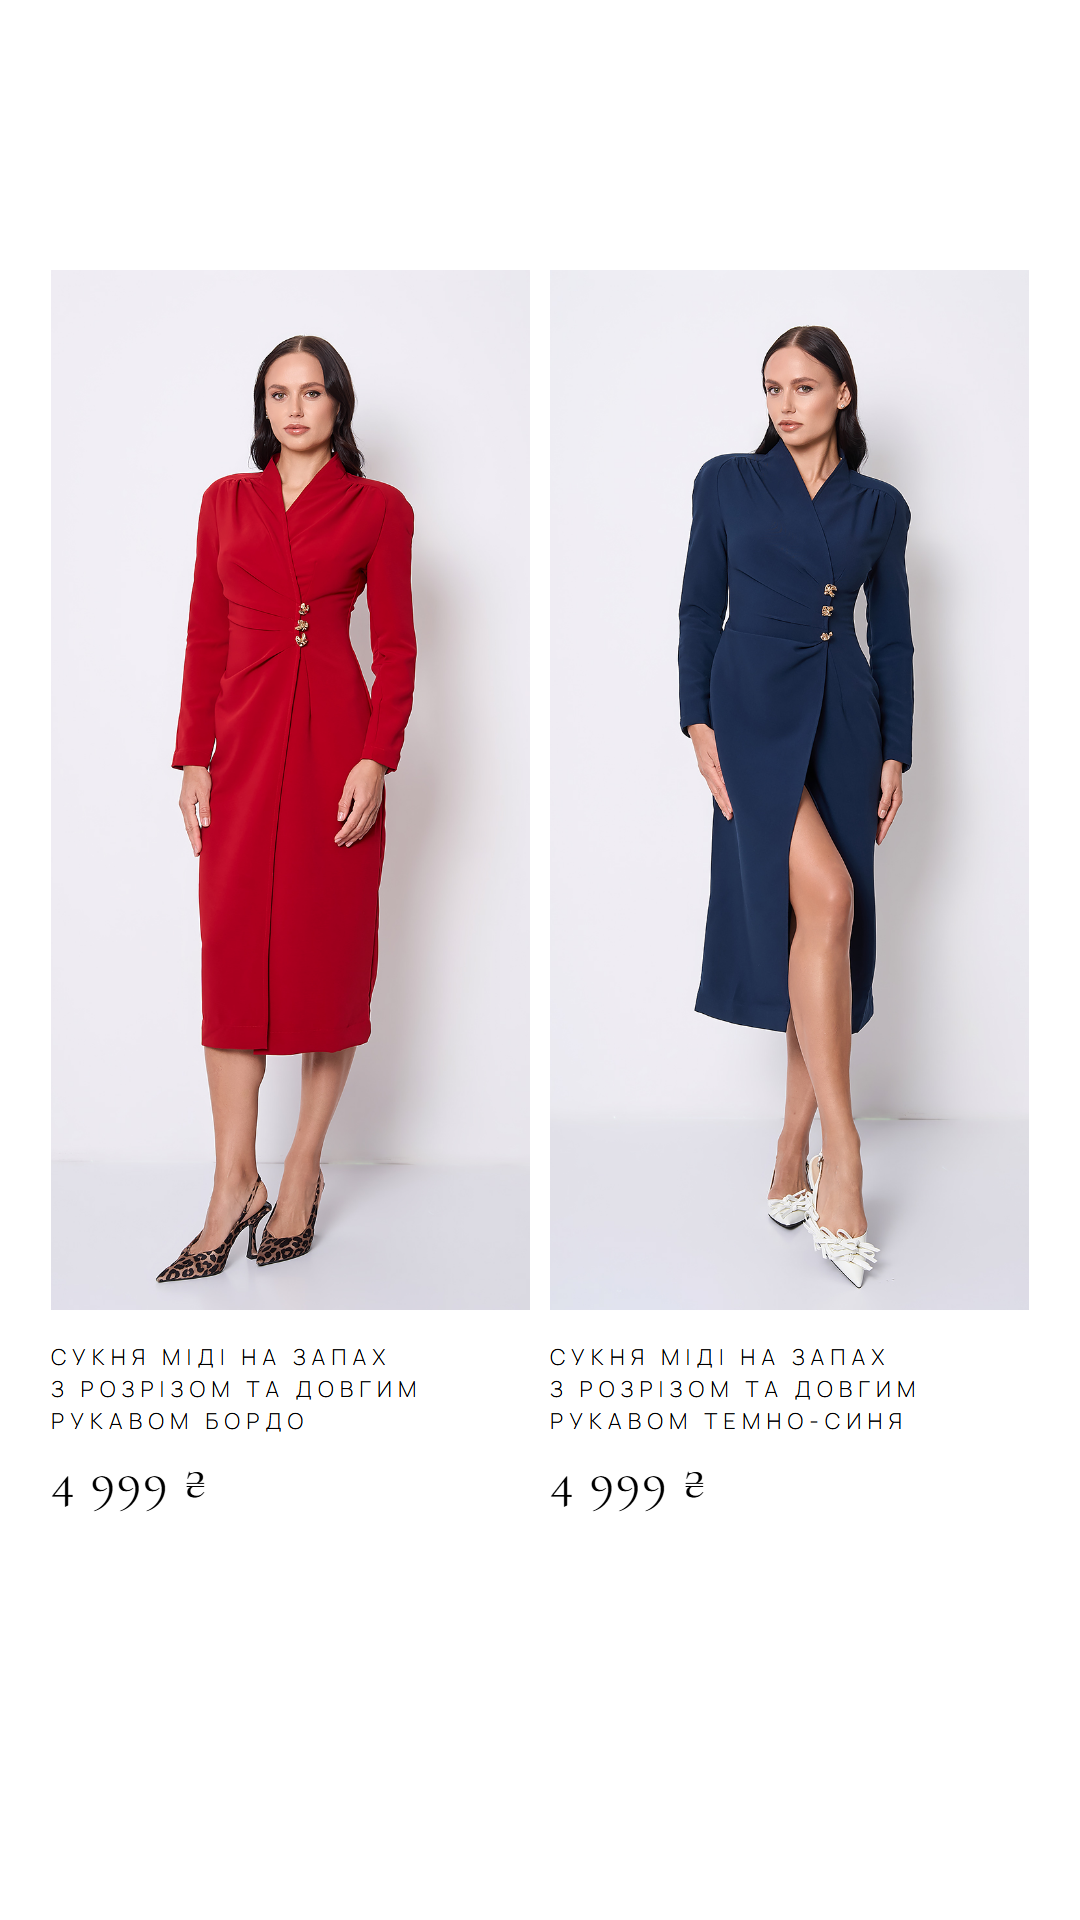 СУКНЯ МІДІ НА ЗАПАХ
З РОЗРІЗОМ ТА ДОВГИМ
РУКАВОМ БОРДО
4 999 ₴
СУКНЯ МІДІ НА ЗАПАХ
З РОЗРІЗОМ ТА ДОВГИМ
РУКАВОМ ТЕМНО-СИНЯ
4 999 ₴